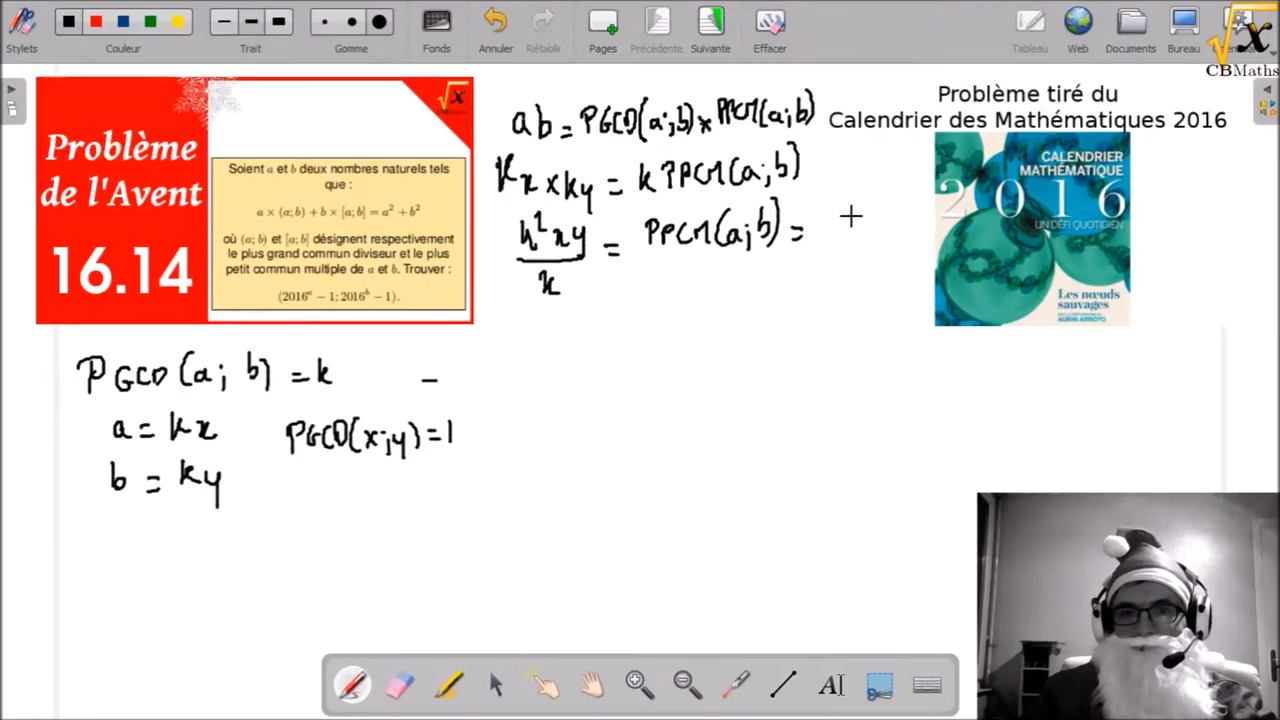 Stylets
Couleur
Trait
Gomme
Fonds
Annuler
Rétablir
Pages
Précédente
Suivante
Effacer
Tableau
Web
Documents
Bureau
√x
CBMaths
Problème
de l'Avent
16.14
√x
Soient a et b deux nombres naturels tels
que :
a × (a; b) + b × [a; b] = a² + b²
où (a; b) et [a; b] désignent respectivement
le plus grand commun diviseur et le plus
petit commun multiple de a et b. Trouver :
(2016ᵃ − 1; 2016ᵇ − 1).
ab = PGCD(a;b) × PPCM(a;b)
kx × ky = k PPCM(a;b)
k²xy / k = PPCM(a;b) =
Problème tiré du
Calendrier des Mathématiques 2016
CALENDRIER
MATHÉMATIQUE
2016
UN DÉFI QUOTIDIEN
Les nœuds
sauvages
PGCD(a; b) = k
a = kx PGCD(x;y) = 1
b = ky
AI